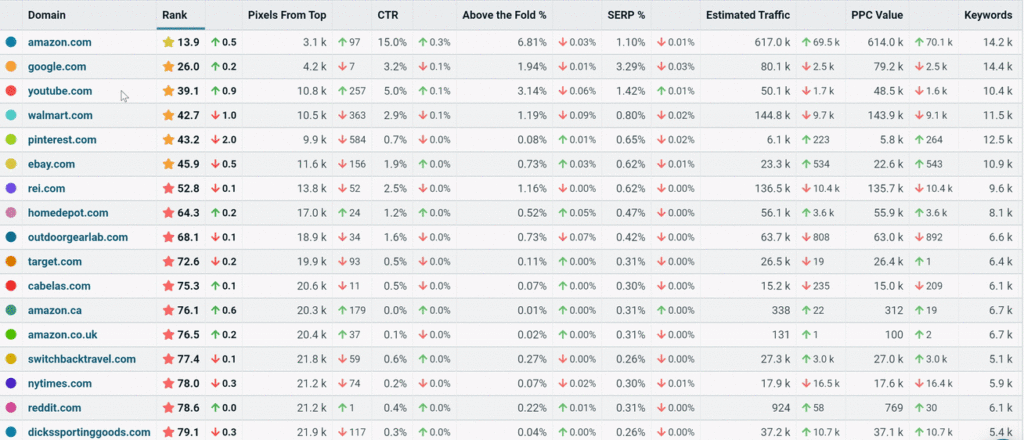 Domain Rank Pixels From Top CTR Above the Fold % SERP % Estimated Traffic PPC Value Keywords
amazon.com 13.9 0.5 3.1 k 97 15.0% 0.3% 6.81% 0.03% 1.10% 0.01% 617.0 k 69.5 k 614.0 k 70.1 k 14.2 k
google.com 26.0 0.2 4.2 k 7 3.2% 0.1% 1.94% 0.01% 3.29% 0.03% 80.1 k 2.5 k 79.2 k 2.5 k 14.4 k
youtube.com 39.1 0.9 10.8 k 257 5.0% 0.1% 3.14% 0.06% 1.42% 0.01% 50.1 k 1.7 k 48.5 k 1.6 k 10.4 k
walmart.com 42.7 1.0 10.5 k 363 2.9% 0.1% 1.19% 0.09% 0.80% 0.02% 144.8 k 9.7 k 143.9 k 9.1 k 11.5 k
pinterest.com 43.2 2.0 9.9 k 584 0.7% 0.0% 0.08% 0.01% 0.65% 0.02% 6.1 k 223 5.8 k 264 12.5 k
ebay.com 45.9 0.5 11.6 k 156 1.9% 0.0% 0.73% 0.03% 0.62% 0.01% 23.3 k 534 22.6 k 543 10.9 k
rei.com 52.8 0.1 13.8 k 52 2.5% 0.0% 1.16% 0.00% 0.62% 0.00% 136.5 k 10.4 k 135.7 k 10.4 k 9.6 k
homedepot.com 64.3 0.2 17.0 k 24 1.2% 0.0% 0.52% 0.05% 0.47% 0.00% 56.1 k 3.6 k 55.9 k 3.6 k 8.1 k
outdoorgearlab.com 68.1 0.1 18.9 k 34 1.6% 0.0% 0.73% 0.07% 0.42% 0.00% 63.7 k 808 63.0 k 892 6.6 k
target.com 72.6 0.2 19.9 k 93 0.5% 0.0% 0.11% 0.00% 0.31% 0.00% 26.5 k 19 26.4 k 1 6.4 k
cabelas.com 75.3 0.1 20.6 k 11 0.5% 0.0% 0.07% 0.00% 0.30% 0.00% 15.2 k 235 15.0 k 209 6.1 k
amazon.ca 76.1 0.6 20.3 k 179 0.0% 0.0% 0.01% 0.00% 0.31% 0.00% 338 22 312 19 6.7 k
amazon.co.uk 76.5 0.2 20.4 k 37 0.1% 0.0% 0.02% 0.00% 0.31% 0.00% 131 1 100 2 6.7 k
switchbacktravel.com 77.4 0.1 21.8 k 59 0.6% 0.0% 0.27% 0.00% 0.26% 0.00% 27.3 k 3.0 k 27.0 k 3.0 k 5.1 k
nytimes.com 78.0 0.3 21.2 k 74 0.2% 0.0% 0.07% 0.02% 0.30% 0.01% 17.9 k 16.5 k 17.6 k 16.4 k 5.9 k
reddit.com 78.6 0.0 21.2 k 1 0.4% 0.0% 0.22% 0.01% 0.31% 0.00% 924 58 769 30 6.1 k
dickssportinggoods.com 79.1 0.3 21.9 k 117 0.3% 0.0% 0.04% 0.00% 0.26% 0.00% 37.2 k 10.7 k 37.1 k 10.7 k 5.4 k